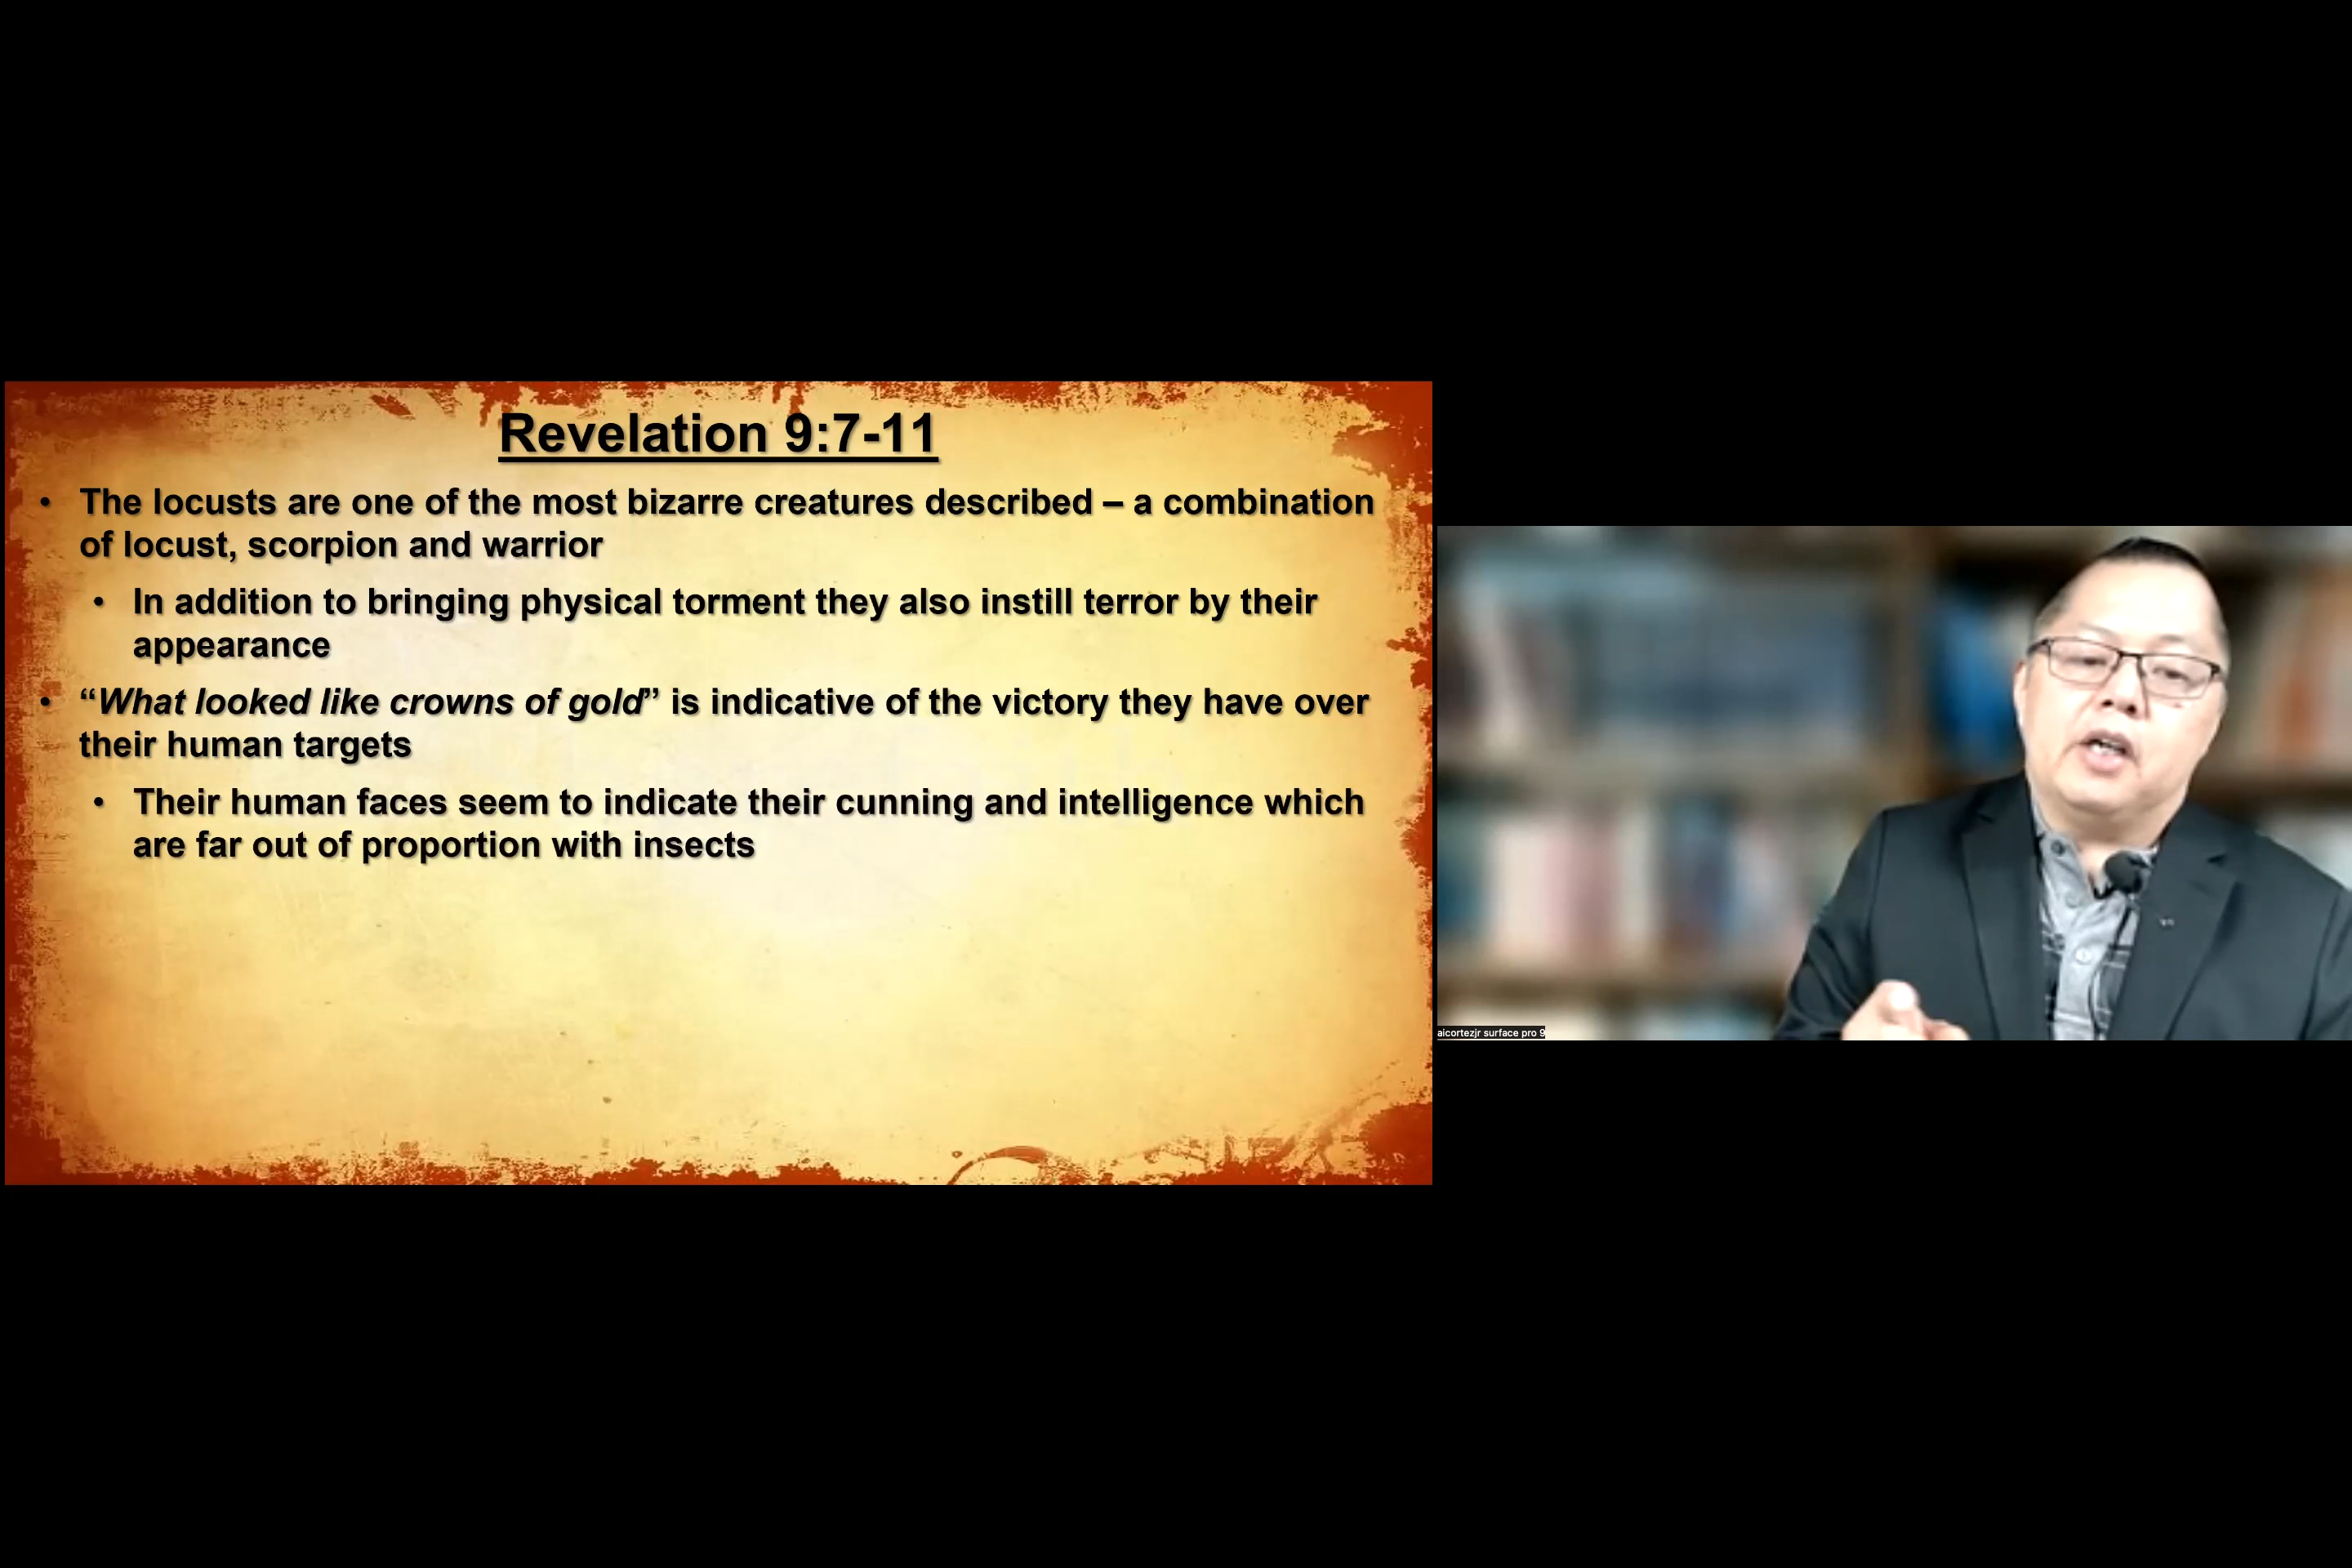 Revelation 9:7-11
• The locusts are one of the most bizarre creatures described – a combination
of locust, scorpion and warrior
• In addition to bringing physical torment they also instill terror by their
appearance
• “What looked like crowns of gold” is indicative of the victory they have over
their human targets
• Their human faces seem to indicate their cunning and intelligence which
are far out of proportion with insects
aicortezjr surface pro 9